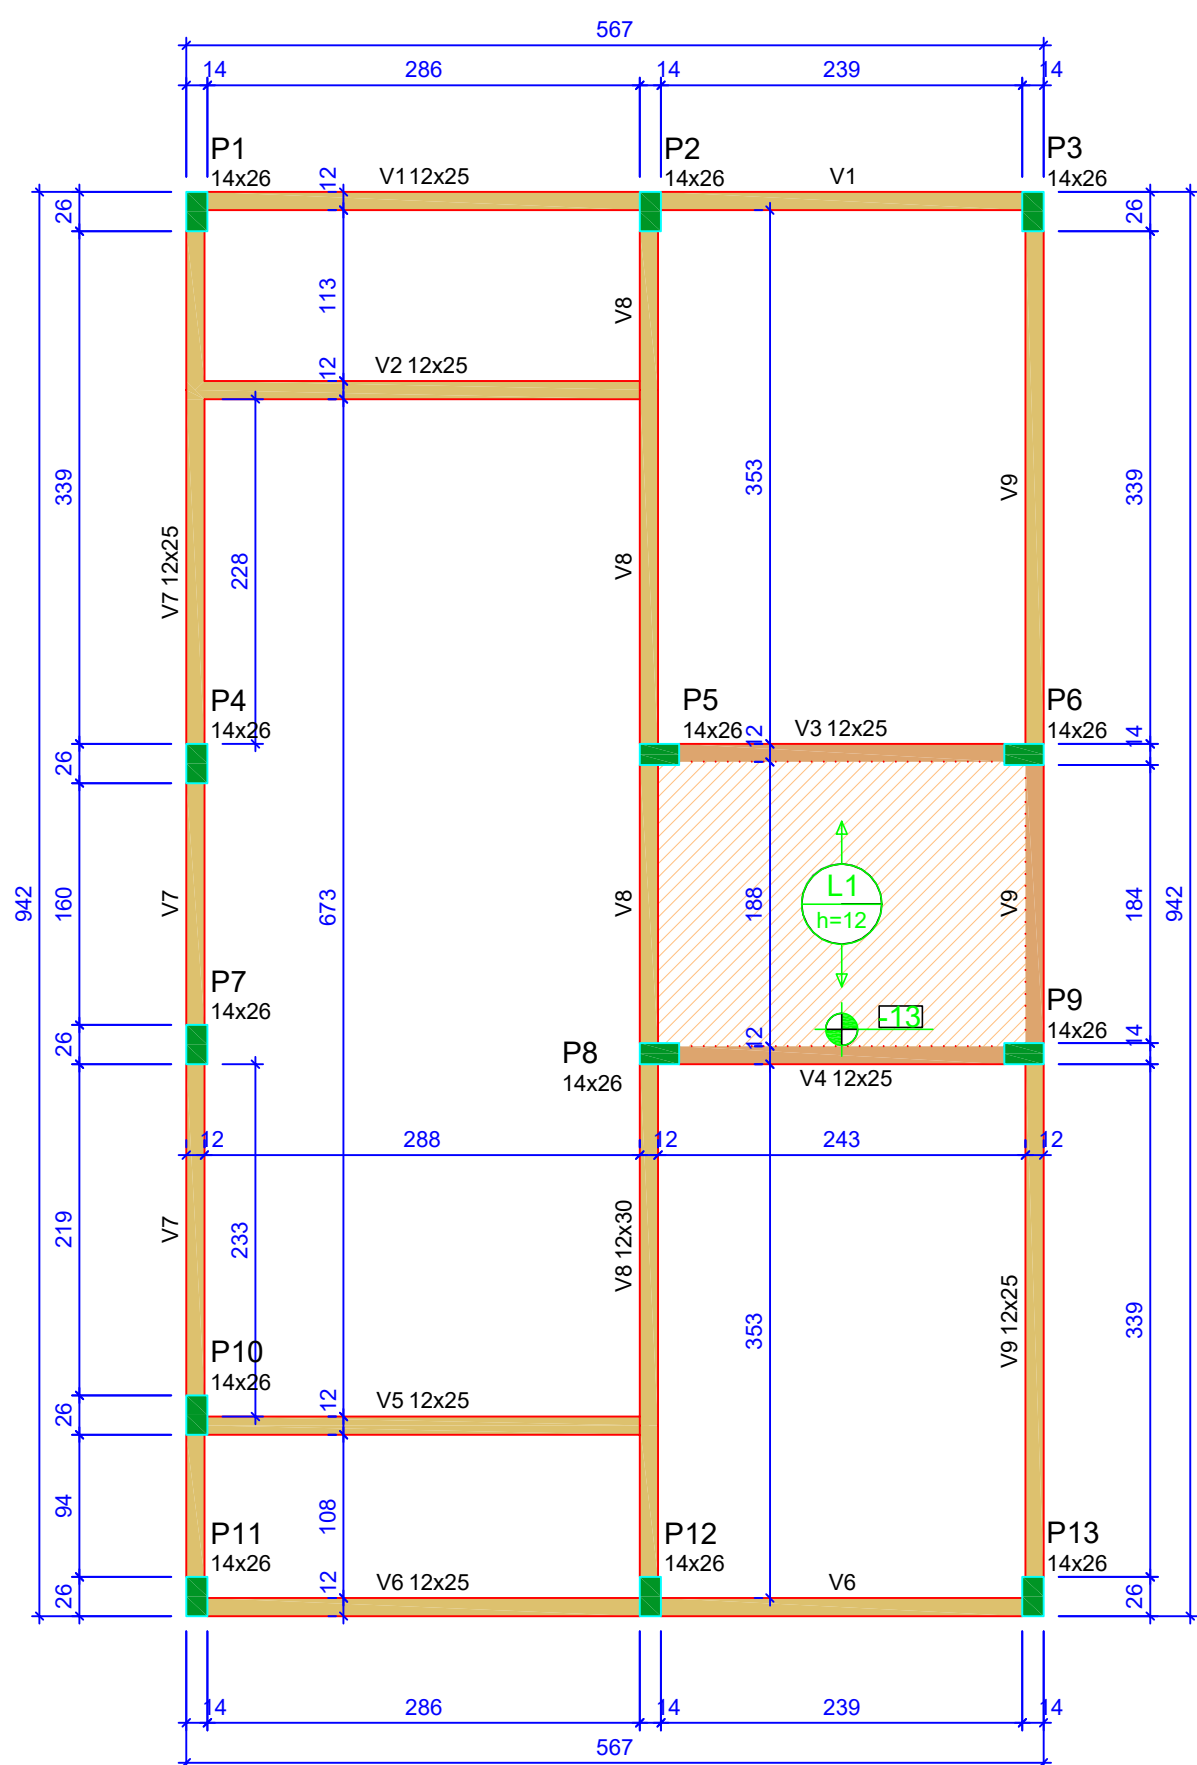 567
14 286 14 239 14
P1 P2 P3
14x26 V1 12x25 14x26 V1 14x26
12
26 26
113 V8
12
V2 12x25
339 353 V9 339
V7 12x25 228 V8
P4 P5 P6
14x26 14x26 12 V3 12x25 14x26 14
26
L1
942 160 V7 673 V8 188 h=12 V9 184 942
P7
14x26
P9
-13
26 14x26 14
P8 12
14x26 V4 12x25
12 288 12 243 12
219 V7 233 V8 12x30
353 V9 12x25 339
P10
14x26
26 12 V5 12x25
94 108
P11 P12 P13
14x26 14x26 14x26
26 12 V6 12x25 V6 26
14 286 14 239 14
567